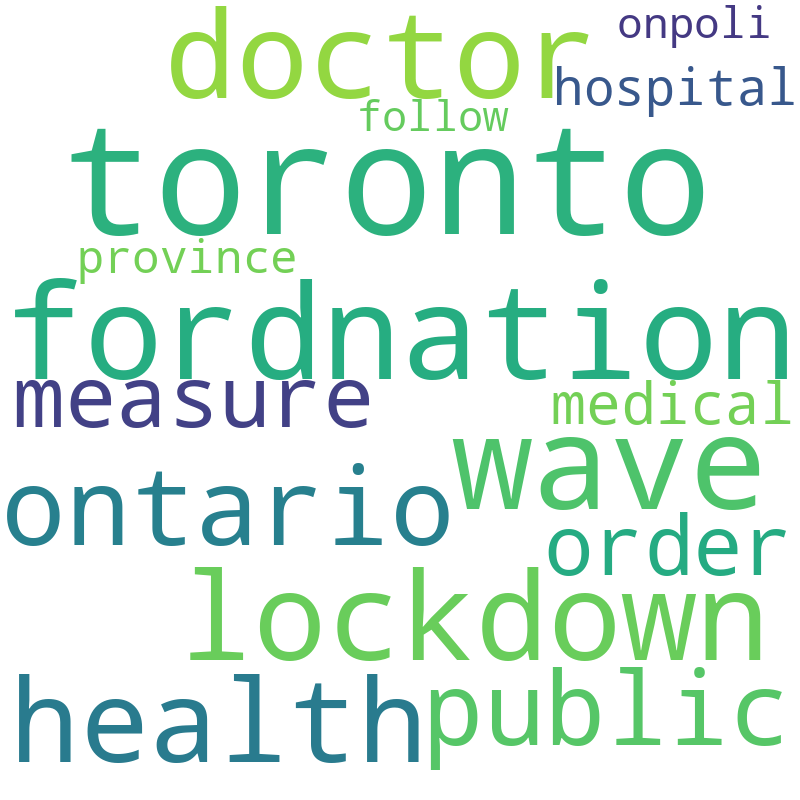 onpoli
doctor
hospital
follow
toronto
province
fordnation
measure
medical
wave
ontario
order
lockdown
health
public